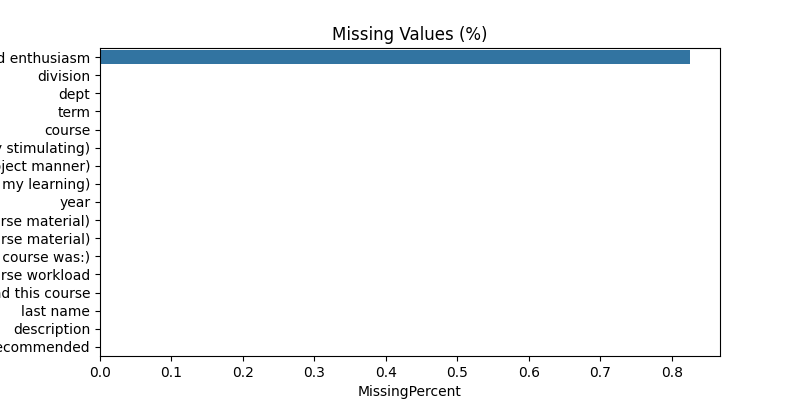 Missing Values (%)
d enthusiasm
division
dept
term
course
y stimulating)
ject manner)
my learning)
year
rse material)
rse material)
course was:)
rse workload
nd this course
last name
description
ecommended
0.0 0.1 0.2 0.3 0.4 0.5 0.6 0.7 0.8
MissingPercent